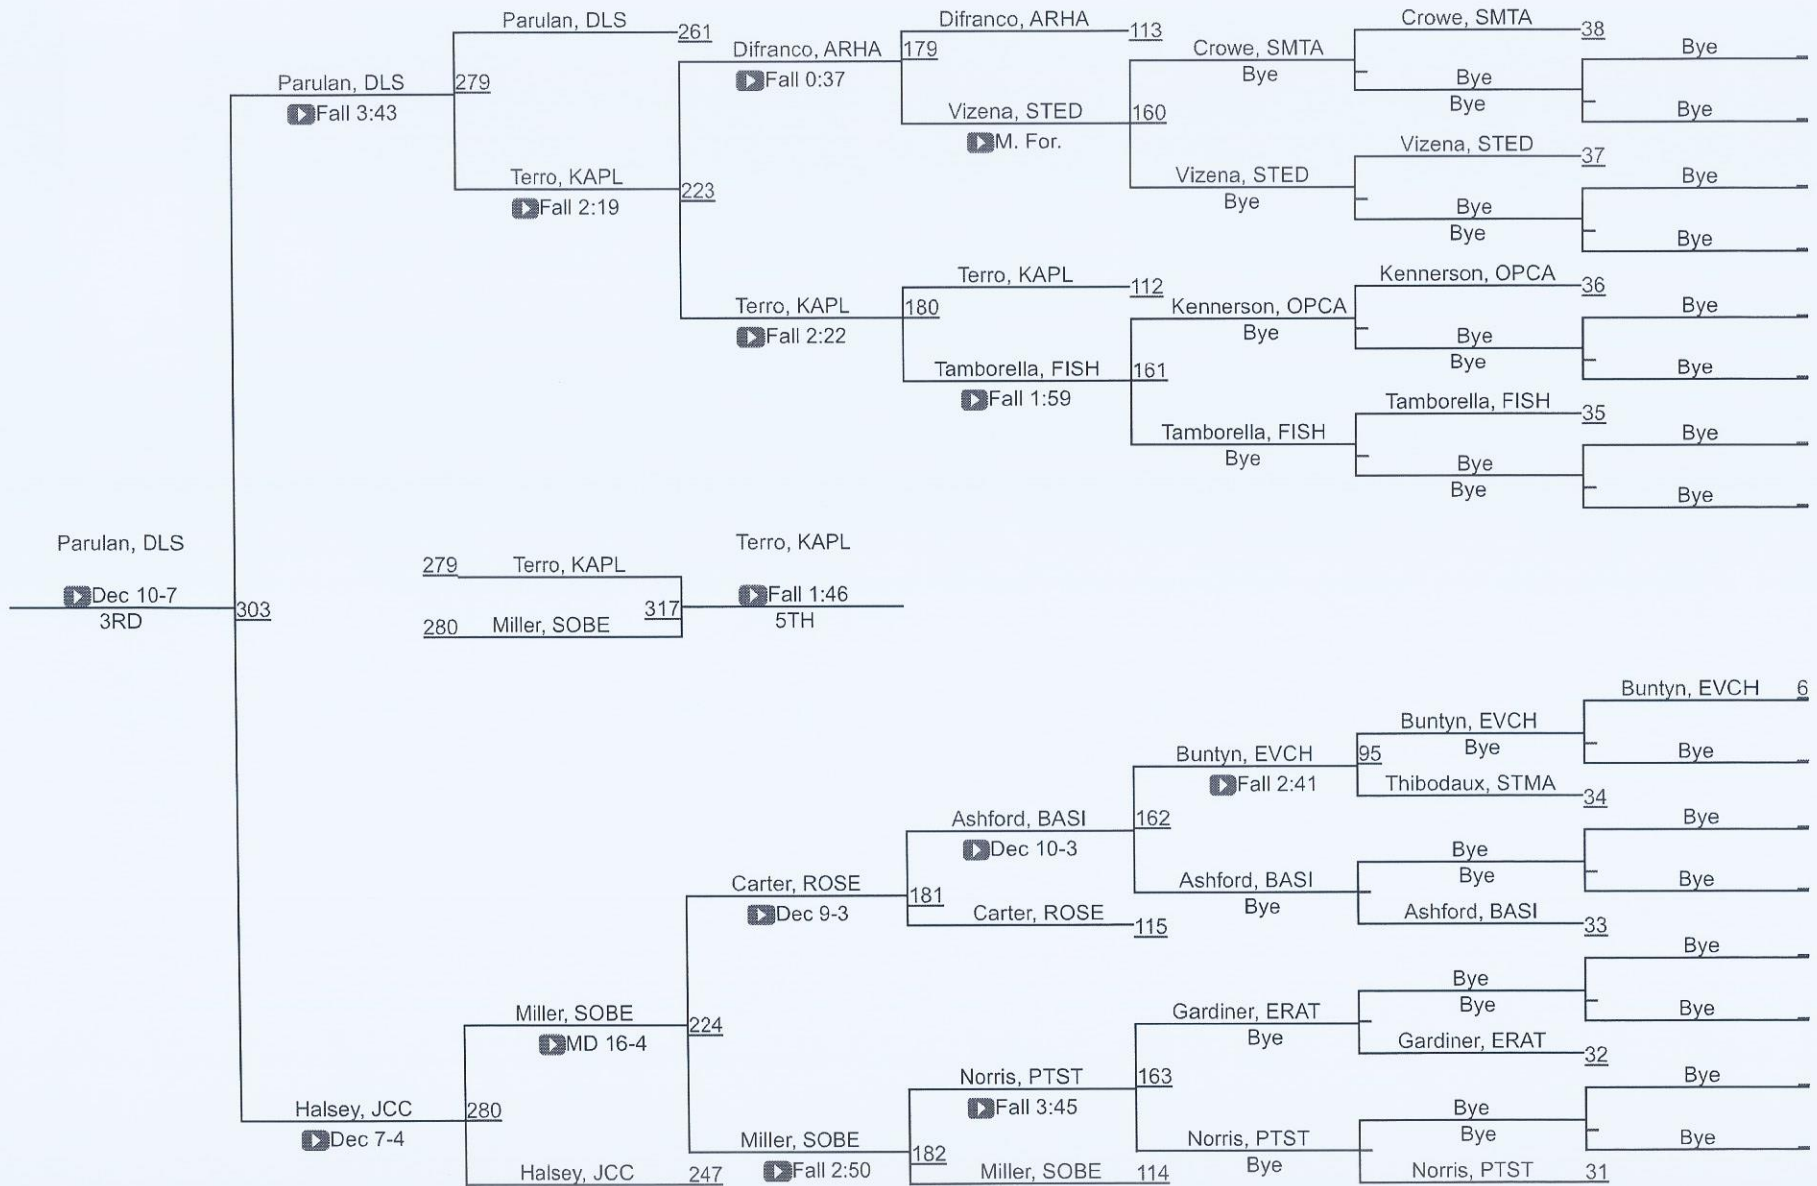 Parulan, DLS
261
Difranco, ARHA
113
Crowe, SMTA
38
Bye
Difranco, ARHA
179
Crowe, SMTA
Bye
Fall 0:37
Bye
Bye
Parulan, DLS
279
Fall 3:43
Vizena, STED
160
Bye
M. For.
Vizena, STED
37
Bye
Terro, KAPL
223
Fall 2:19
Vizena, STED
Bye
Bye
Bye
Bye
Terro, KAPL
112
Kennerson, OPCA
36
Bye
Terro, KAPL
180
Fall 2:22
Kennerson, OPCA
Bye
Bye
Bye
Tamborella, FISH
161
Fall 1:59
Bye
Tamborella, FISH
35
Bye
Tamborella, FISH
Bye
Bye
Bye
Bye
Parulan, DLS
Dec 10-7
3RD
303
279
Terro, KAPL
280
Miller, SOBE
317
Terro, KAPL
Fall 1:46
5TH
Buntyn, EVCH
6
Buntyn, EVCH
Bye
Bye
Buntyn, EVCH
95
Fall 2:41
Thibodaux, STMA
34
Ashford, BASI
162
Dec 10-3
Bye
Bye
Bye
Bye
Carter, ROSE
181
Dec 9-3
Ashford, BASI
Bye
Carter, ROSE
115
Ashford, BASI
33
Bye
Bye
Bye
Bye
Miller, SOBE
224
MD 16-4
Gardiner, ERAT
Bye
Gardiner, ERAT
32
Norris, PTST
163
Fall 3:45
Bye
Halsey, JCC
280
Dec 7-4
Bye
Bye
Bye
Miller, SOBE
182
Fall 2:50
Norris, PTST
Bye
Halsey, JCC
247
Miller, SOBE
114
Norris, PTST
31